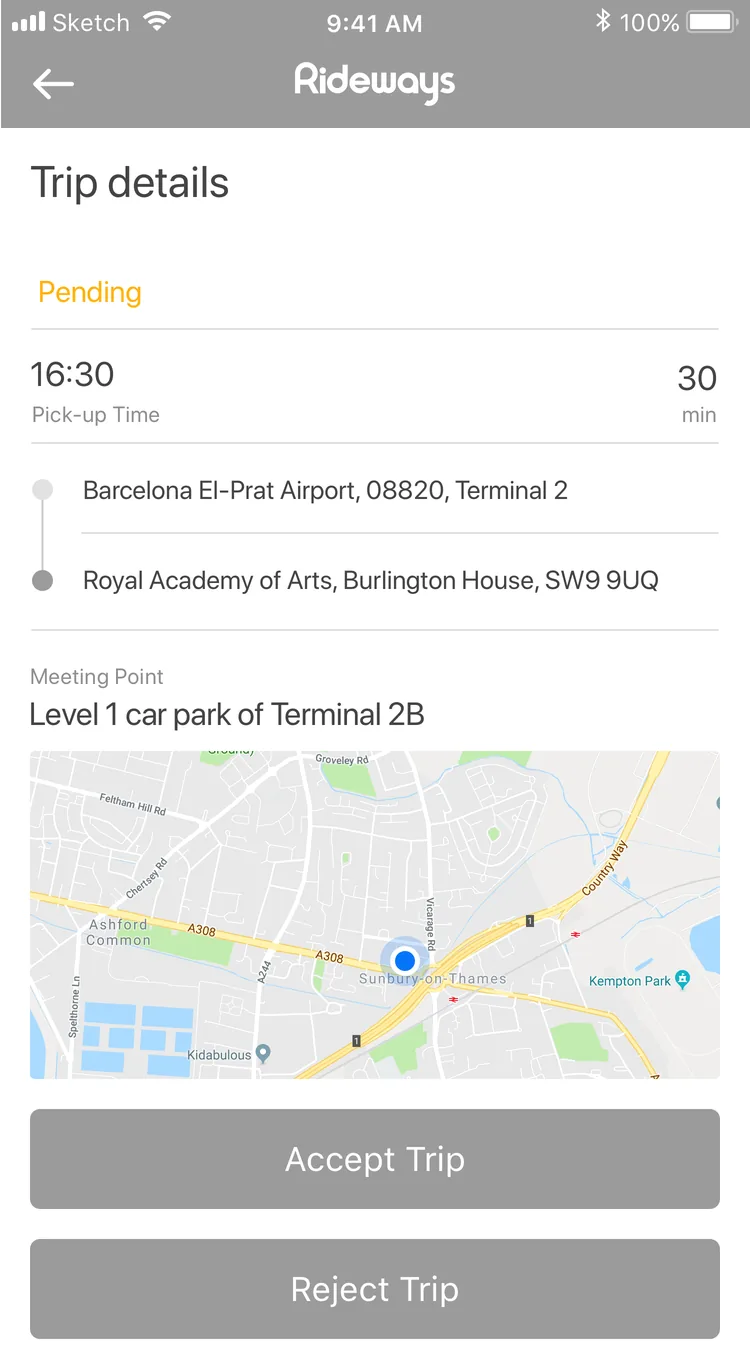 Sketch 9:41 AM 100%
Rideways
Trip details
Pending
16:30 30
Pick-up Time min
Barcelona El-Prat Airport, 08820, Terminal 2
Royal Academy of Arts, Burlington House, SW9 9UQ
Meeting Point
Level 1 car park of Terminal 2B
Ground)
Groveley Rd
Feltham Hill Rd
Chertsey Rd
Country Way
Vicarage Rd
Ashford
Common
A308
A308
1
A244
Sunbury-on-Thames
Kempton Park
Spelthorne Ln
1
Kidabulous
Accept Trip
Reject Trip